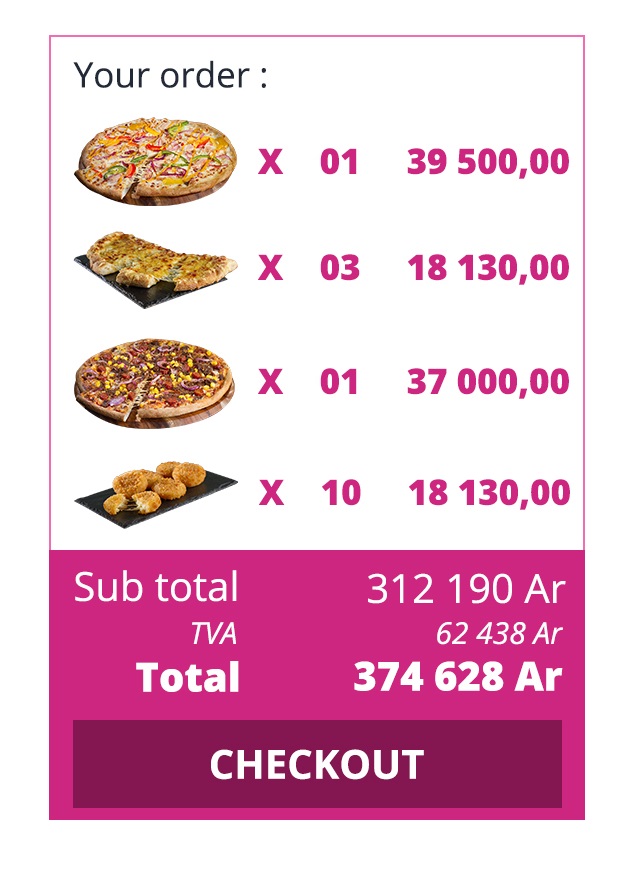 Your order :
X 01 39 500,00
X 03 18 130,00
X 01 37 000,00
X 10 18 130,00
Sub total 312 190 Ar
TVA 62 438 Ar
Total 374 628 Ar
CHECKOUT